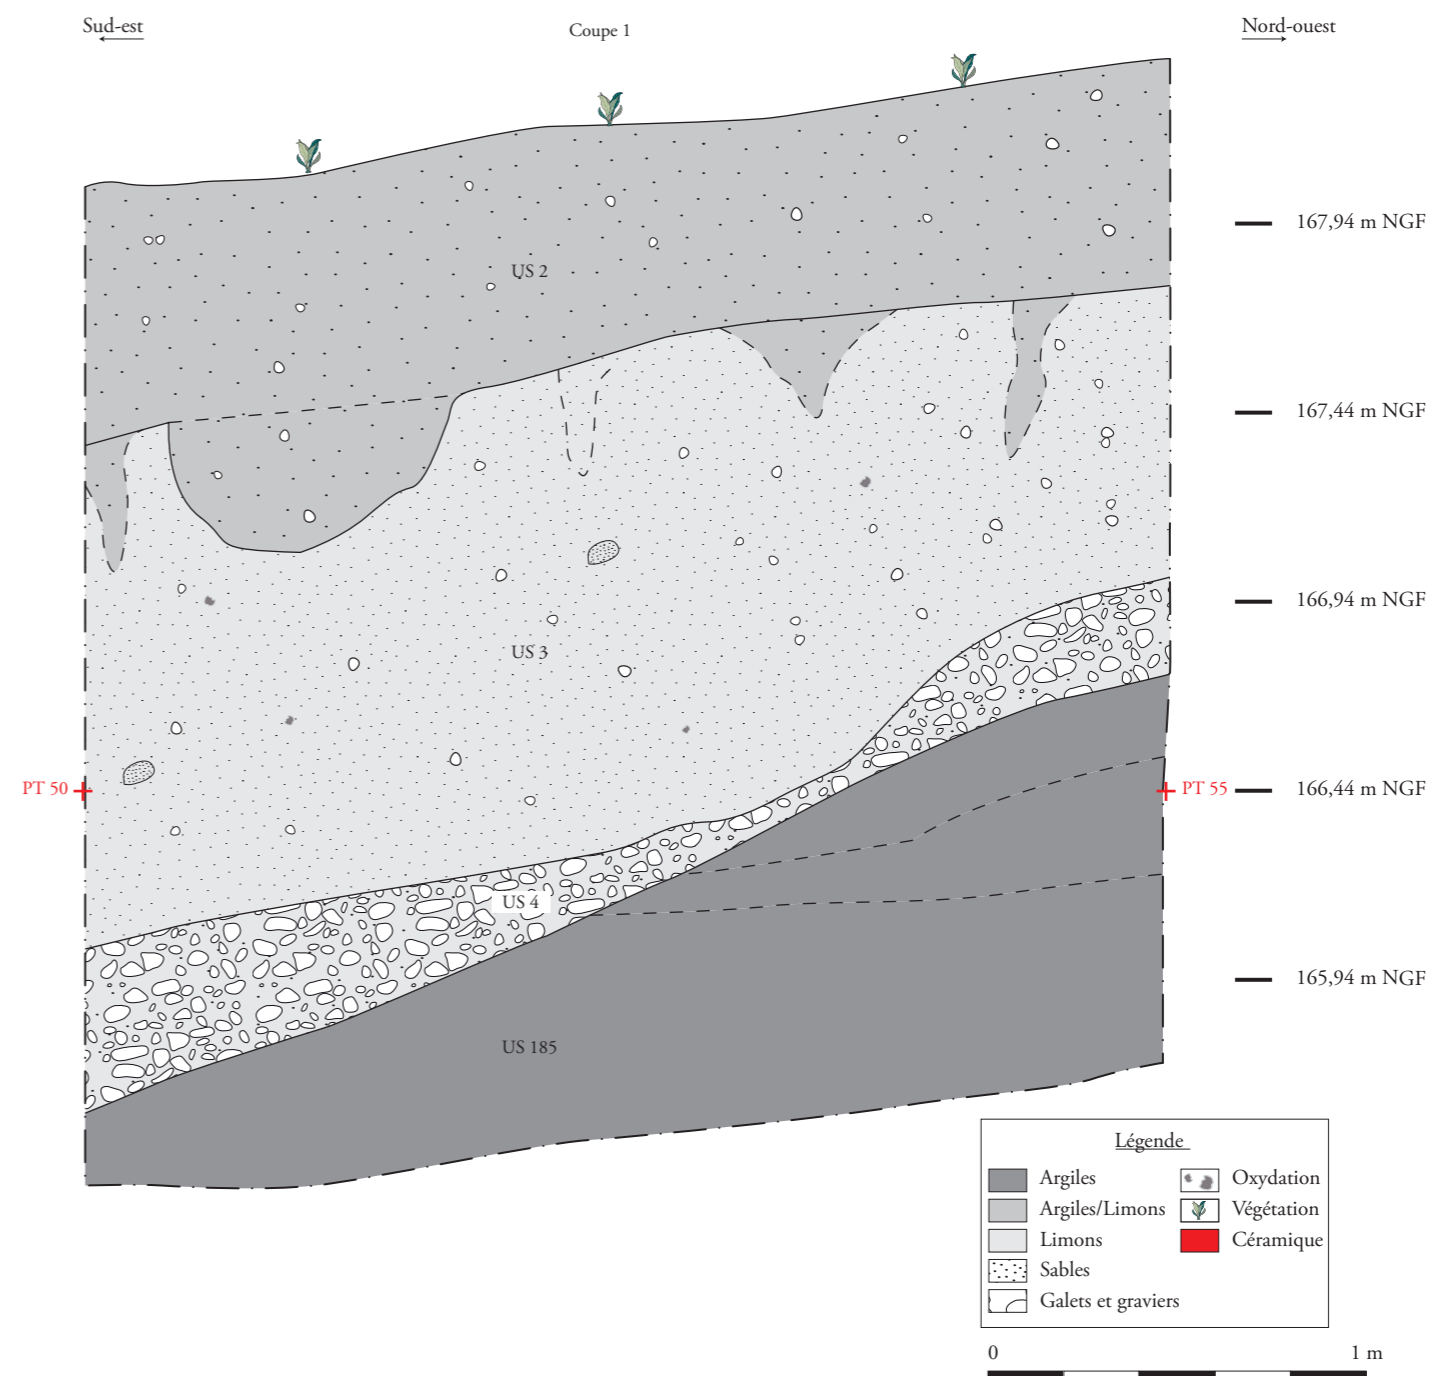 Sud-est
Coupe 1
Nord-ouest
167,94 m NGF
US 2
167,44 m NGF
166,94 m NGF
US 3
PT 50
PT 55
166,44 m NGF
US 4
165,94 m NGF
US 185
Légende
Argiles
Oxydation
Argiles/Limons
Végétation
Limons
Céramique
Sables
Galets et graviers
0
1 m